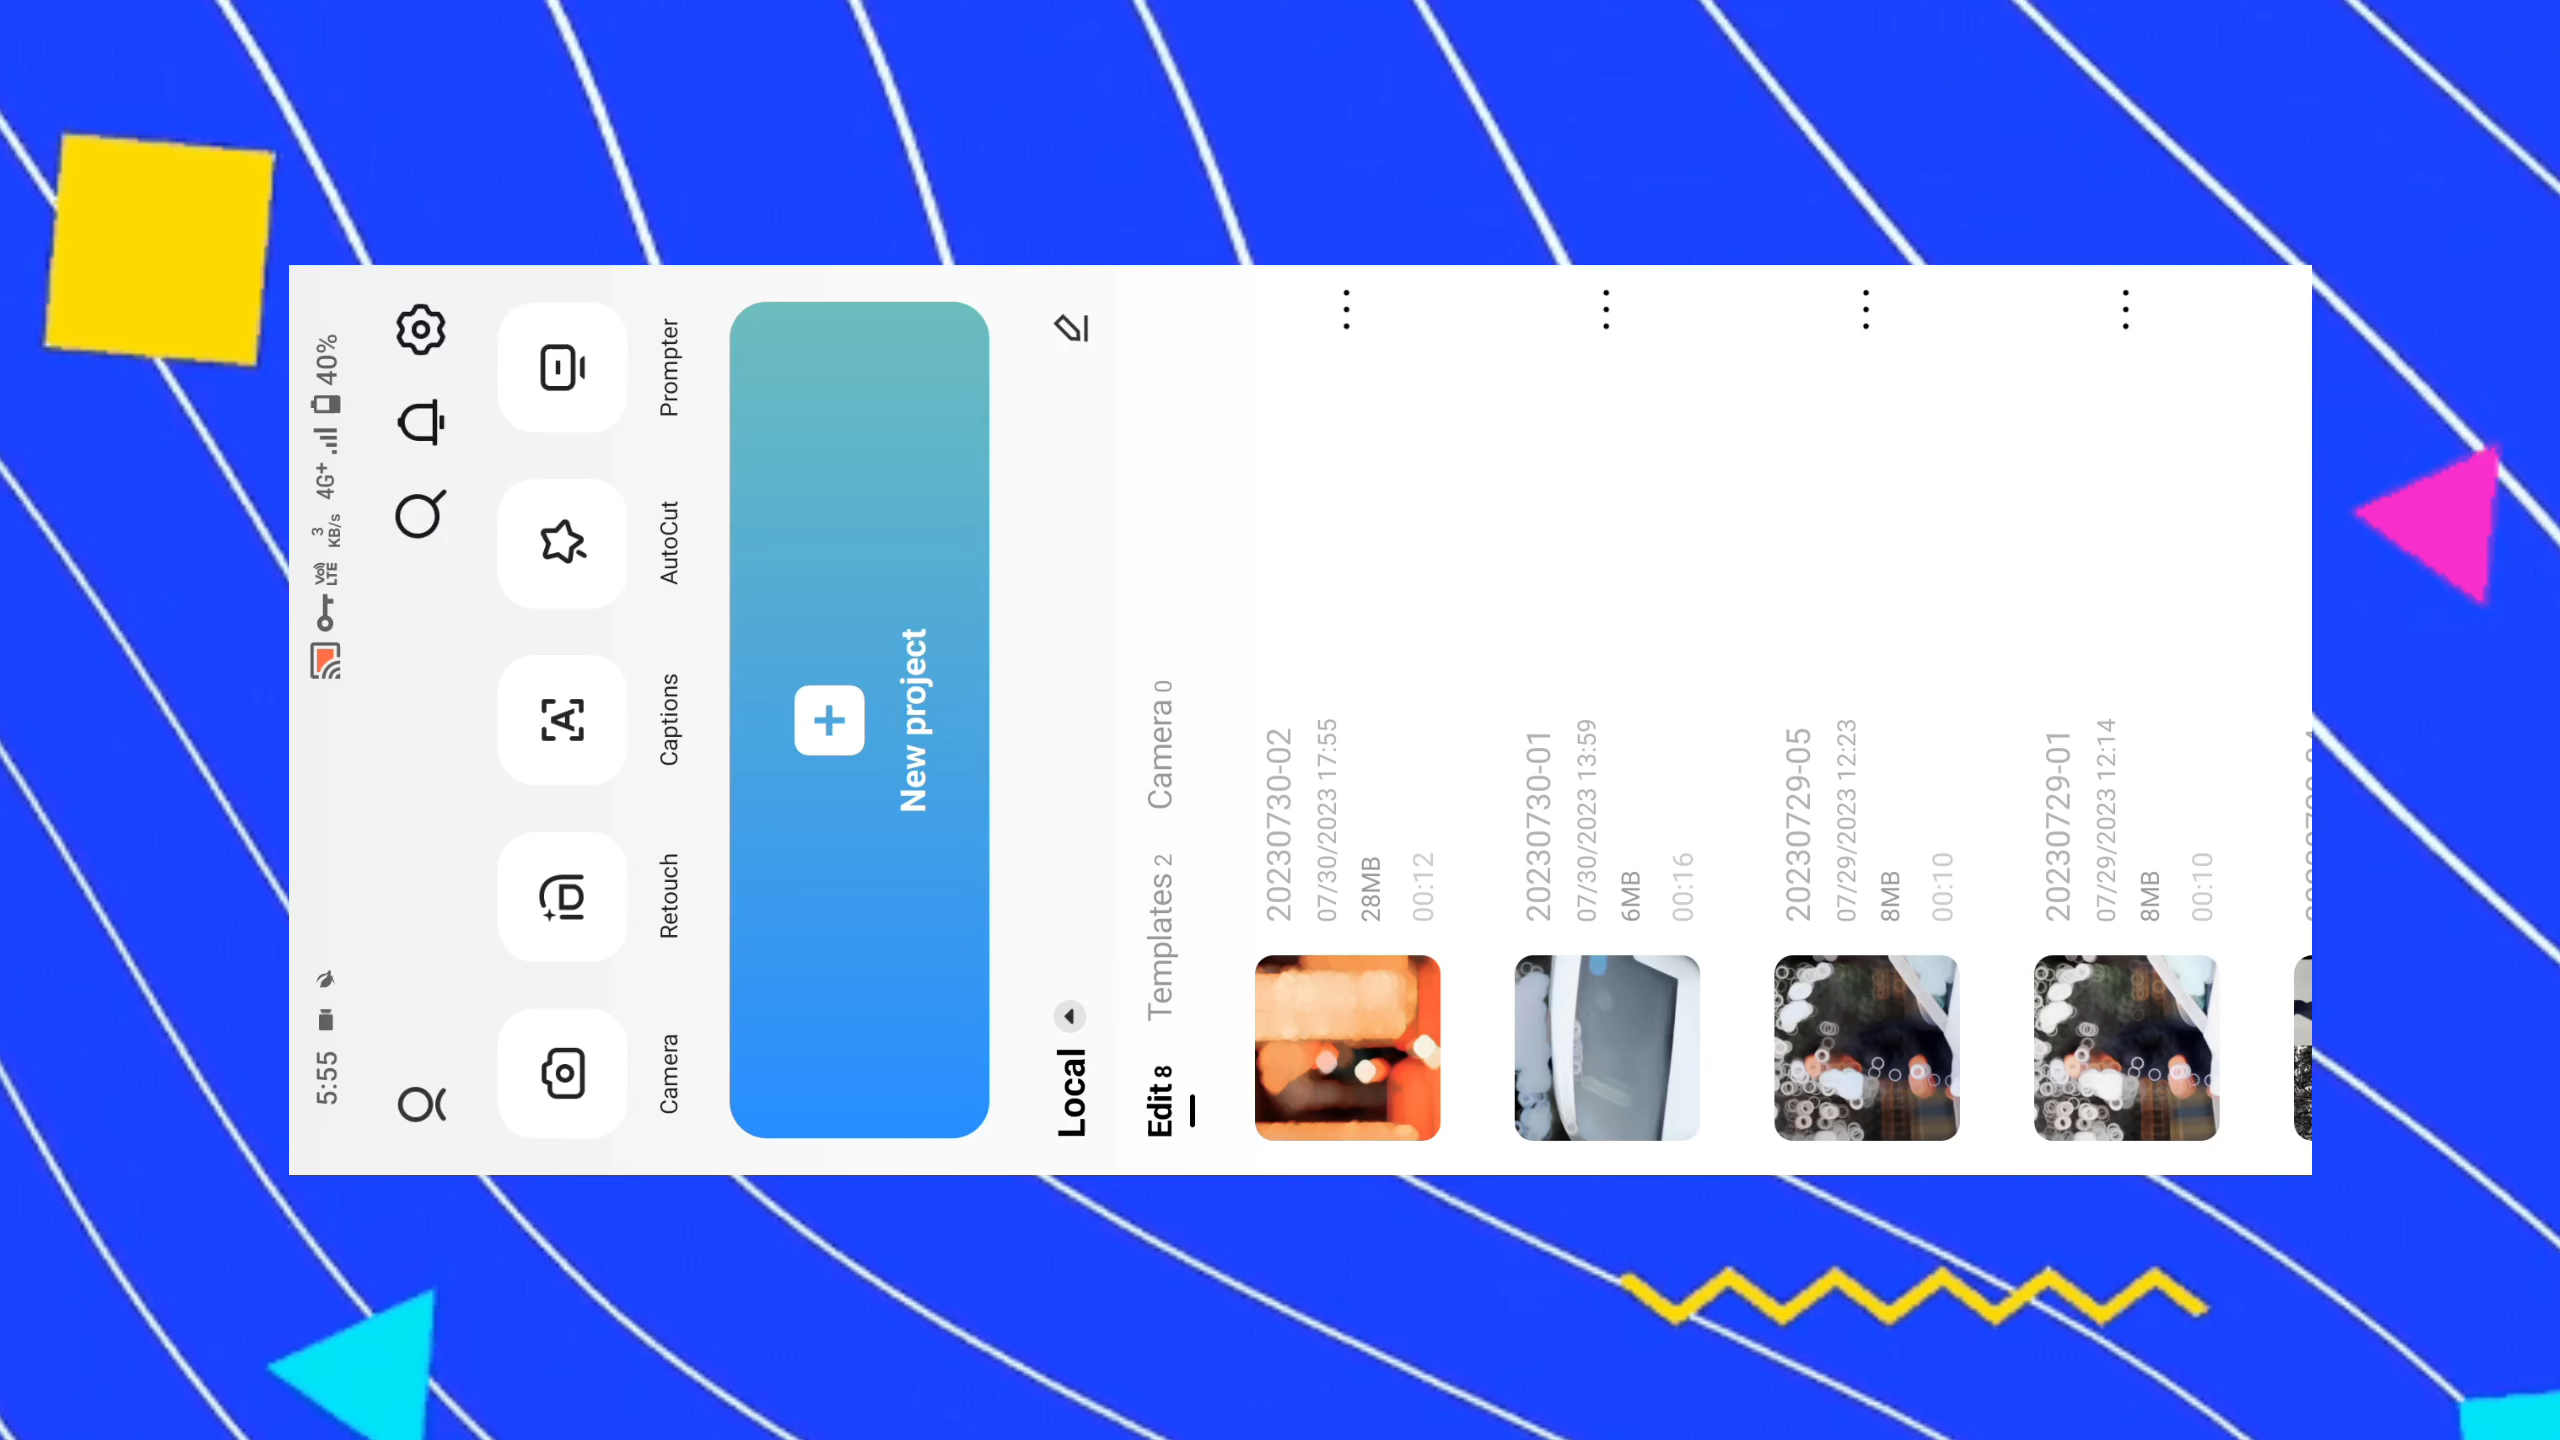 5:55
Vo)) LTE 3 KB/s 4G+ 40%
Camera Retouch Captions AutoCut Prompter
New project
Local
Edit 8 Templates 2 Camera 0
20230730-02
07/30/2023 17:55
28MB
00:12
20230730-01
07/30/2023 13:59
6MB
00:16
20230729-05
07/29/2023 12:23
8MB
00:10
20230729-01
07/29/2023 12:14
8MB
00:10